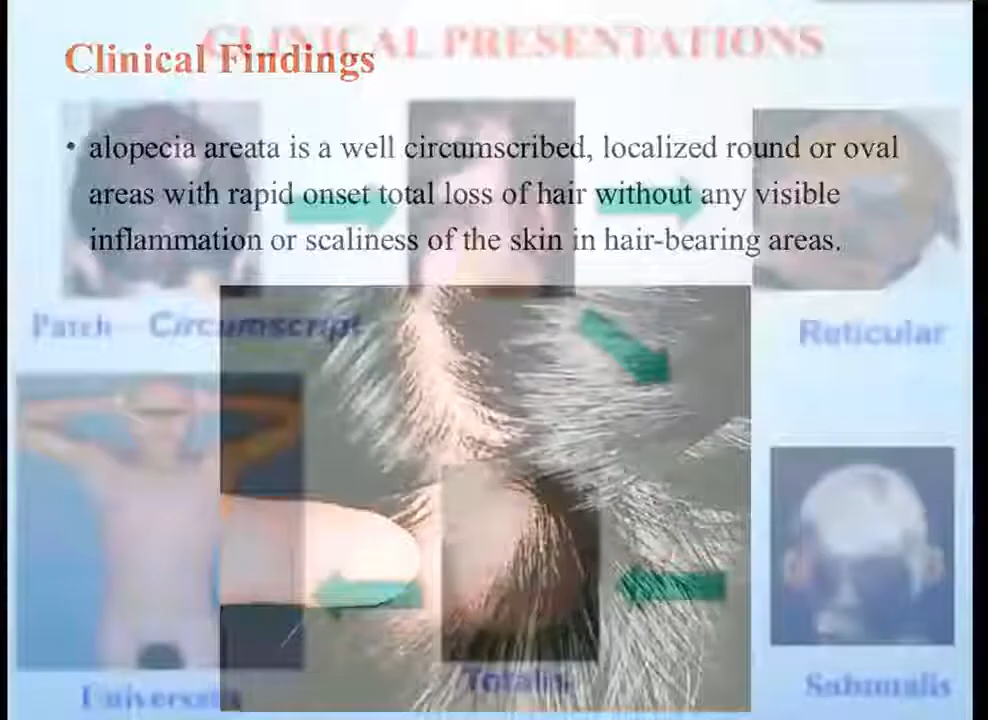 CLINICAL PRESENTATIONS
Clinical Findings
• alopecia areata is a well circumscribed, localized round or oval
areas with rapid onset total loss of hair without any visible
inflammation or scaliness of the skin in hair-bearing areas.
Patch Circumscript
Reticular
Universalis
Totalis
Subtotalis